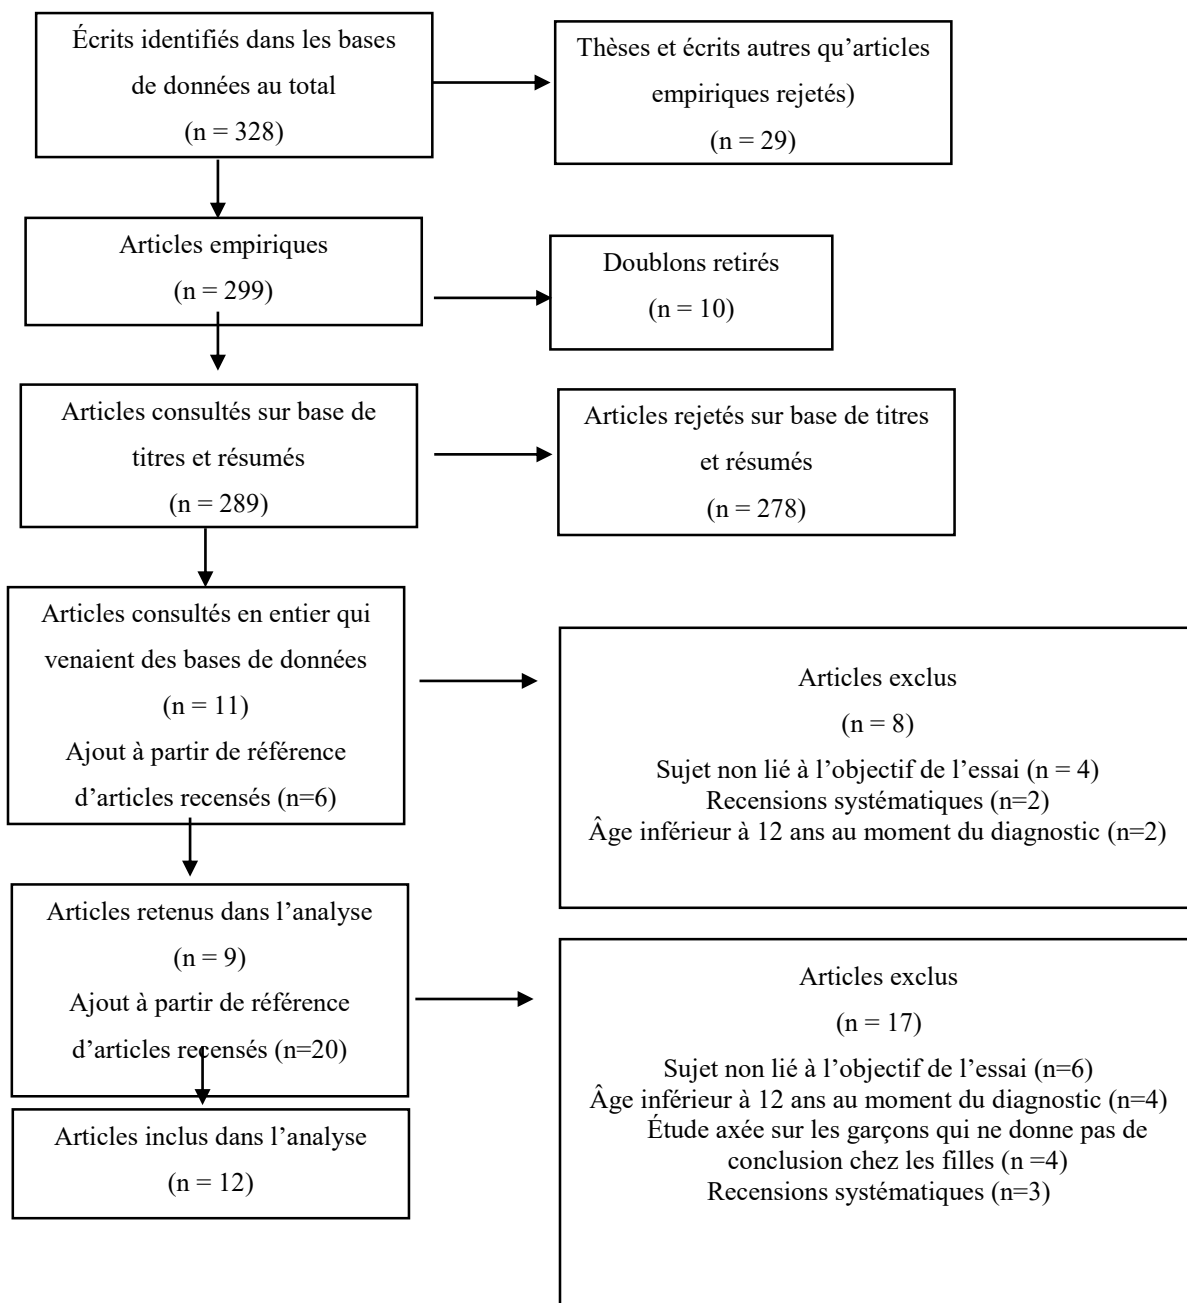 Écrits identifiés dans les bases
de données au total
(n = 328)
Thèses et écrits autres qu’articles
empiriques rejetés)
(n = 29)
Articles empiriques
(n = 299)
Doublons retirés
(n = 10)
Articles consultés sur base de
titres et résumés
(n = 289)
Articles rejetés sur base de titres
et résumés
(n = 278)
Articles consultés en entier qui
venaient des bases de données
(n = 11)
Ajout à partir de référence
d’articles recensés (n=6)
Articles exclus
(n = 8)
Sujet non lié à l’objectif de l’essai (n = 4)
Recensions systématiques (n=2)
Âge inférieur à 12 ans au moment du diagnostic (n=2)
Articles retenus dans l’analyse
(n = 9)
Ajout à partir de référence
d’articles recensés (n=20)
Articles exclus
(n = 17)
Sujet non lié à l’objectif de l’essai (n=6)
Âge inférieur à 12 ans au moment du diagnostic (n=4)
Étude axée sur les garçons qui ne donne pas de
conclusion chez les filles (n =4)
Recensions systématiques (n=3)
Articles inclus dans l’analyse
(n = 12)